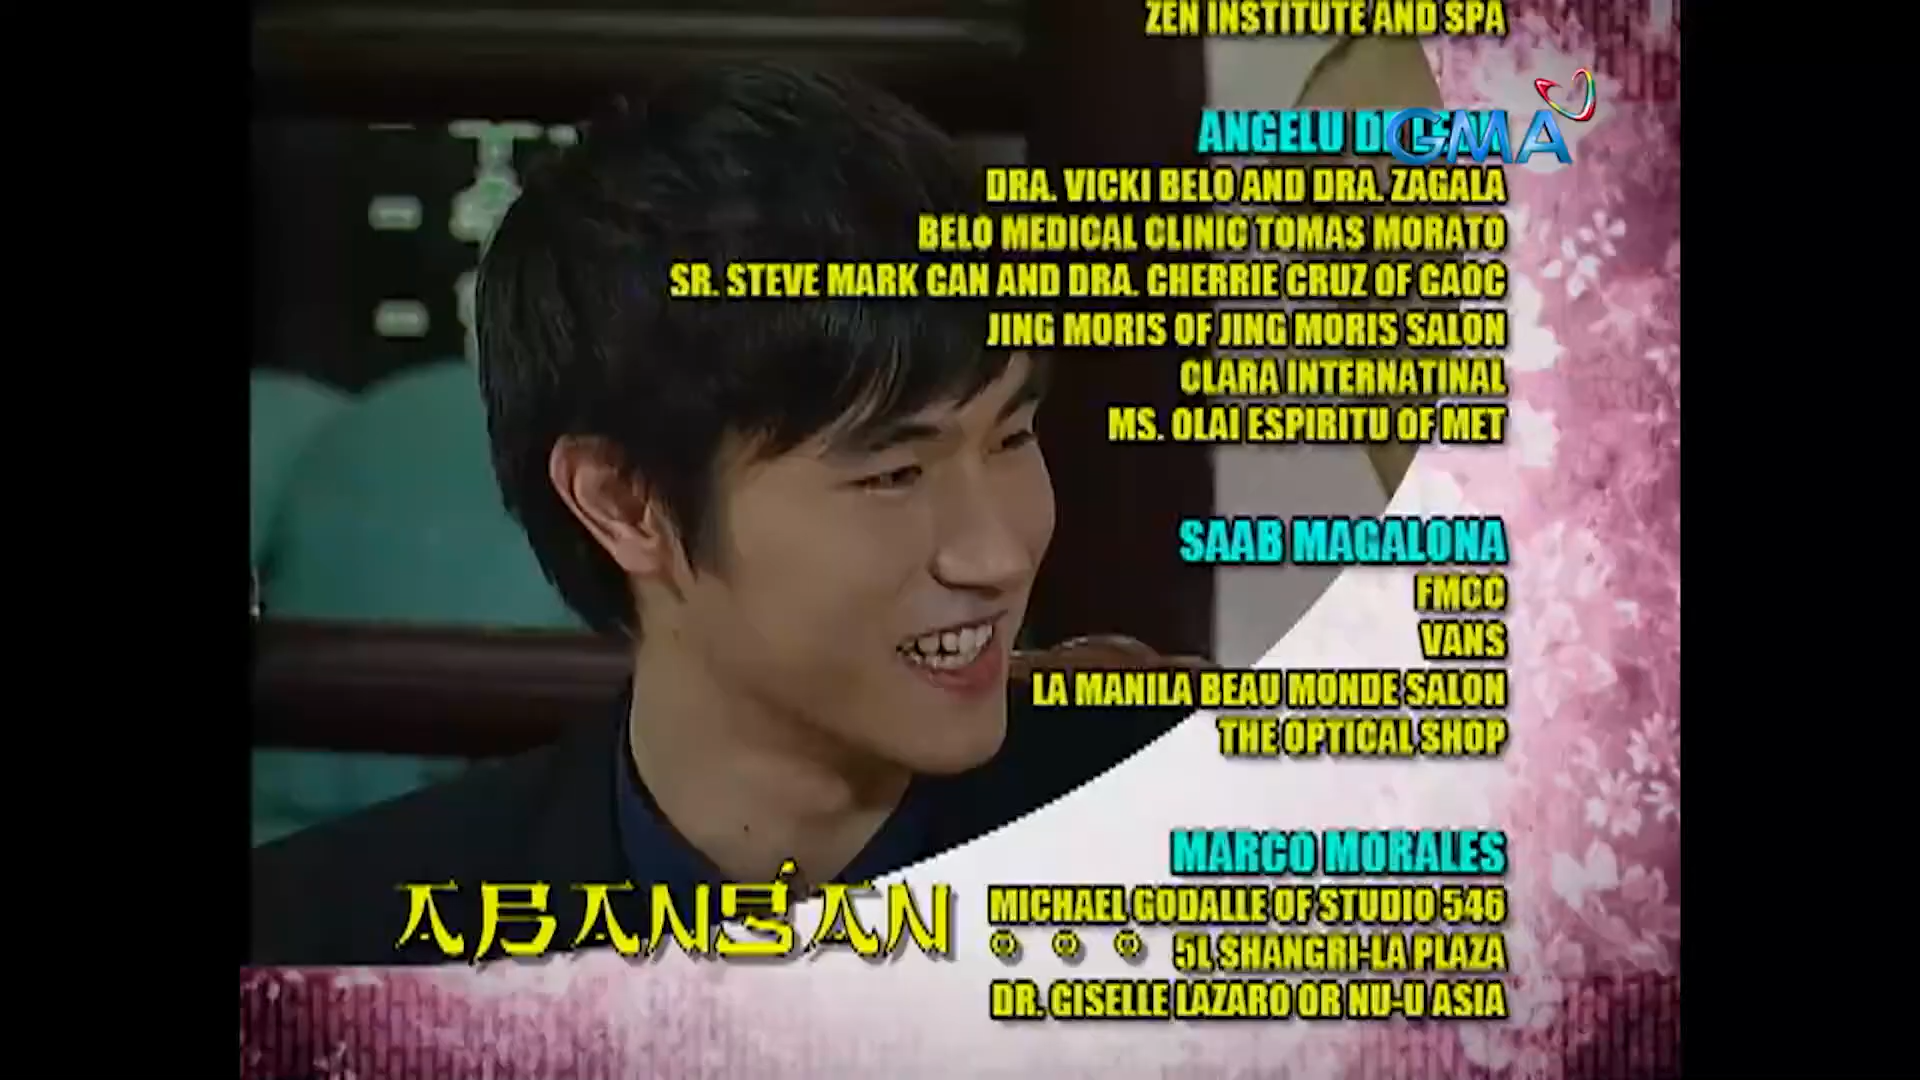 ZEN INSTITUTE AND SPA
GMA
ANGELU DE LEON
DRA. VICKI BELO AND DRA. ZAGALA
BELO MEDICAL CLINIC TOMAS MORATO
SR. STEVE MARK GAN AND DRA. CHERRIE CRUZ OF GAOC
JING MORIS OF JING MORIS SALON
CLARA INTERNATINAL
MS. OLAI ESPIRITU OF MET
SAAB MAGALONA
FMCC
VANS
LA MANILA BEAU MONDE SALON
THE OPTICAL SHOP
MARCO MORALES
MICHAEL GODALLE OF STUDIO 546
5L SHANGRI-LA PLAZA
DR. GISELLE LAZARO OR NU-U ASIA
ABANGAN